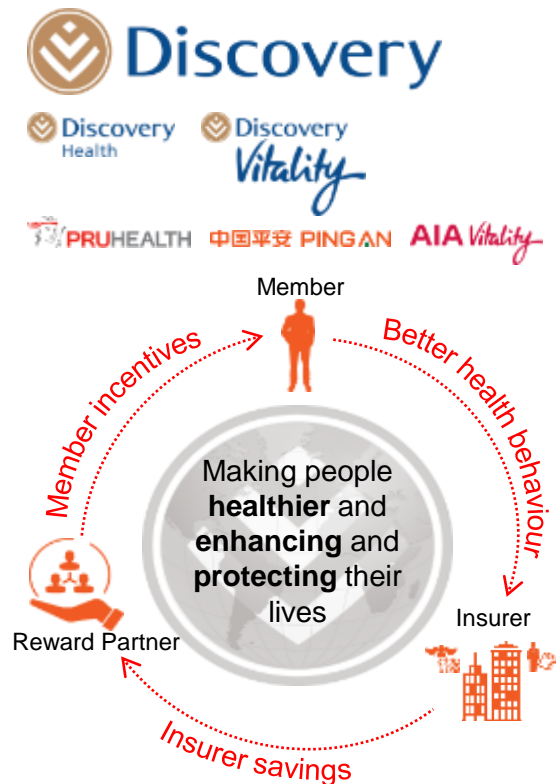 Discovery
Discovery
Health
Discovery
Vitality
PRUHEALTH
中国平安 PING AN
AIA Vitality
Member
Member incentives
Better health behaviour
Making people
healthier and
enhancing and
protecting their
lives
Reward Partner
Insurer
Insurer savings